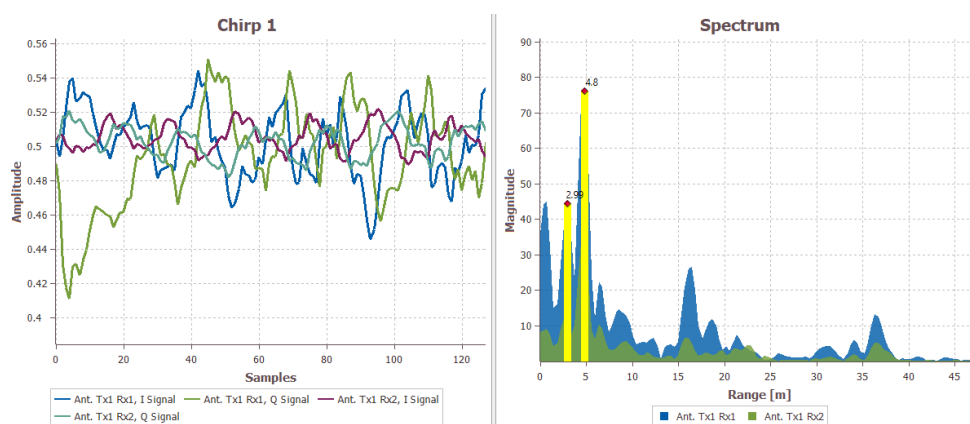 Chirp 1
0.56
0.54
0.52
0.5
0.48
0.46
0.44
0.42
0.4
Amplitude
0 20 40 60 80 100 120
Samples
Ant. Tx1 Rx1, I Signal Ant. Tx1 Rx1, Q Signal Ant. Tx1 Rx2, I Signal
Ant. Tx1 Rx2, Q Signal
Spectrum
90
80
70
60
50
40
30
20
10
Magnitude
4.8
2.99
0 5 10 15 20 25 30 35 40 45
Range [m]
Ant. Tx1 Rx1 Ant. Tx1 Rx2